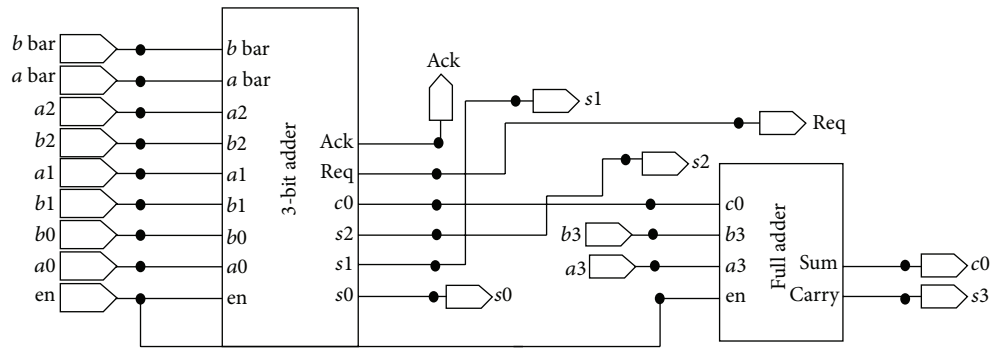 b bar
a bar
a2
b2
a1
b1
b0
a0
en
b bar
a bar
a2
b2
a1
b1
b0
a0
en
3-bit adder
Ack
Req
c0
s2
s1
s0
Ack
s1
Req
s2
s0
b3
a3
c0
b3
a3
en
Full adder
Sum
Carry
c0
s3